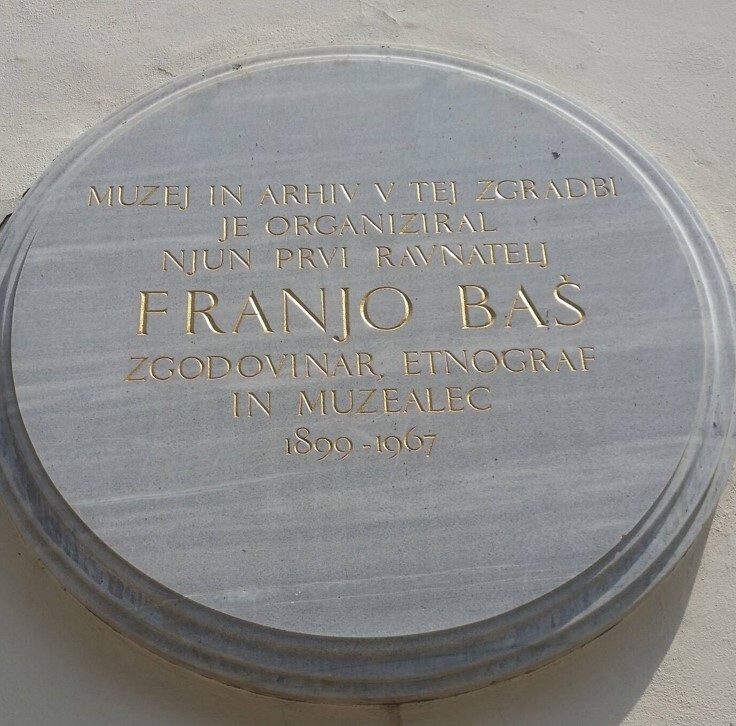 MUZEJ IN ARHIV V TEJ ZGRADBI
JE ORGANIZIRAL
NJUN PRVI RAVNATELJ
FRANJO BAŠ
ZGODOVINAR, ETNOGRAF
IN MUZEALEC
1899-1967